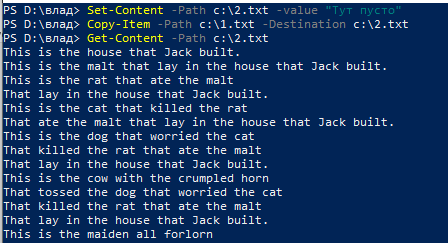 PS D:\влад> Set-Content -Path c:\2.txt -value "Тут пусто"
PS D:\влад> Copy-Item -Path c:\1.txt -Destination c:\2.txt
PS D:\влад> Get-Content -Path c:\2.txt
This is the house that Jack built.
This is the malt that lay in the house that Jack built.
This is the rat that ate the malt
That lay in the house that Jack built.
This is the cat that killed the rat
That ate the malt that lay in the house that Jack built.
This is the dog that worried the cat
That killed the rat that ate the malt
That lay in the house that Jack built.
This is the cow with the crumpled horn
That tossed the dog that worried the cat
That killed the rat that ate the malt
That lay in the house that Jack built.
This is the maiden all forlorn